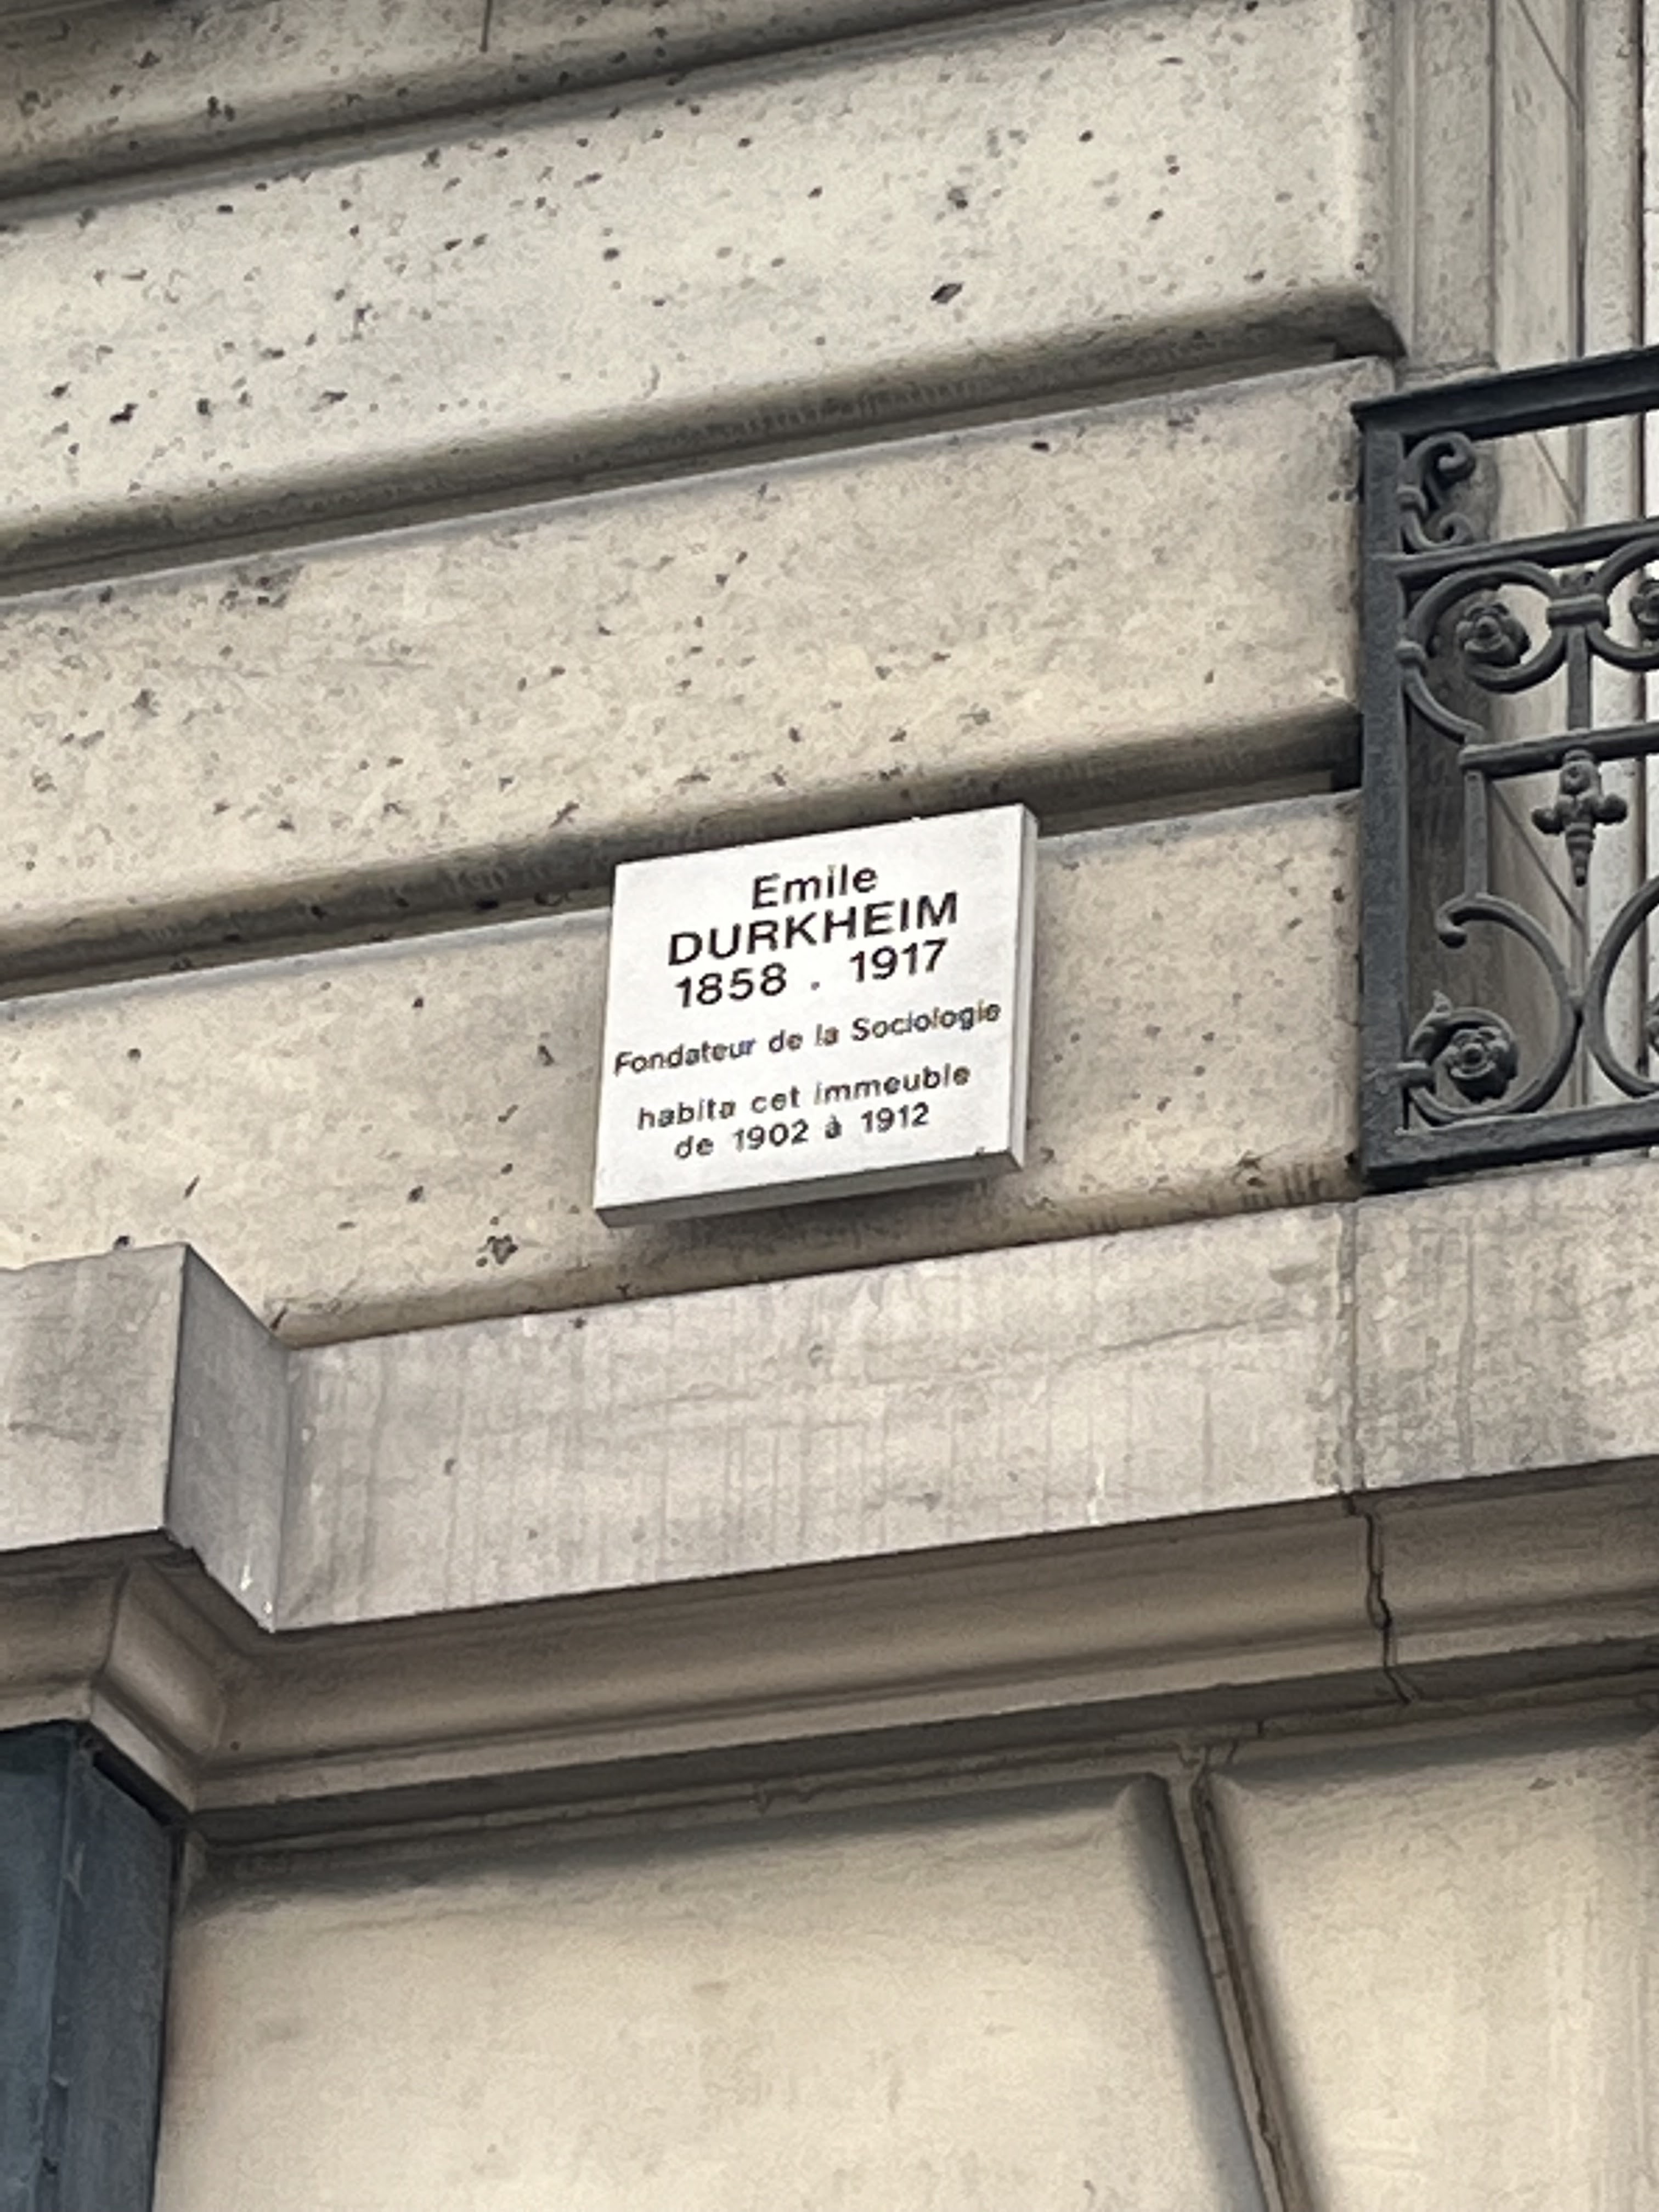 Emile
DURKHEIM
1858 . 1917
Fondateur de la Sociologie
habita cet immeuble
de 1902 à 1912